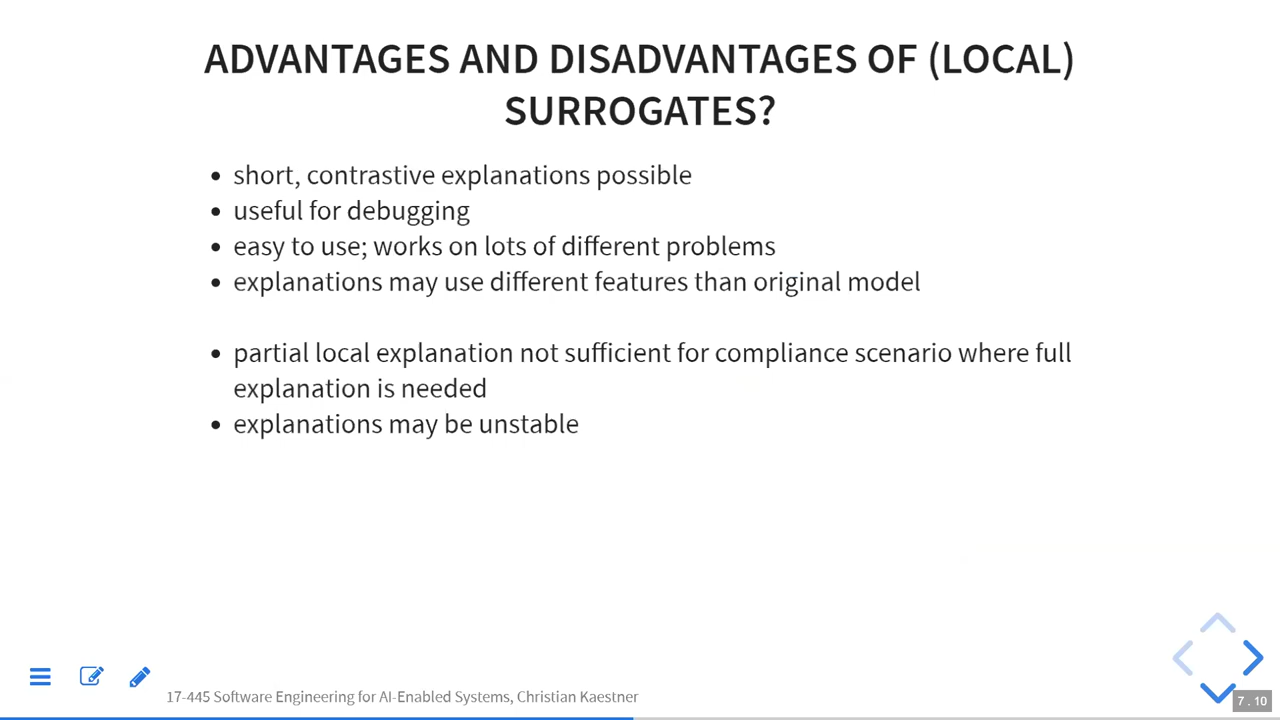 ADVANTAGES AND DISADVANTAGES OF (LOCAL)
SURROGATES?
• short, contrastive explanations possible
• useful for debugging
• easy to use; works on lots of different problems
• explanations may use different features than original model
• partial local explanation not sufficient for compliance scenario where full
explanation is needed
• explanations may be unstable
17-445 Software Engineering for AI-Enabled Systems, Christian Kaestner
7 . 10